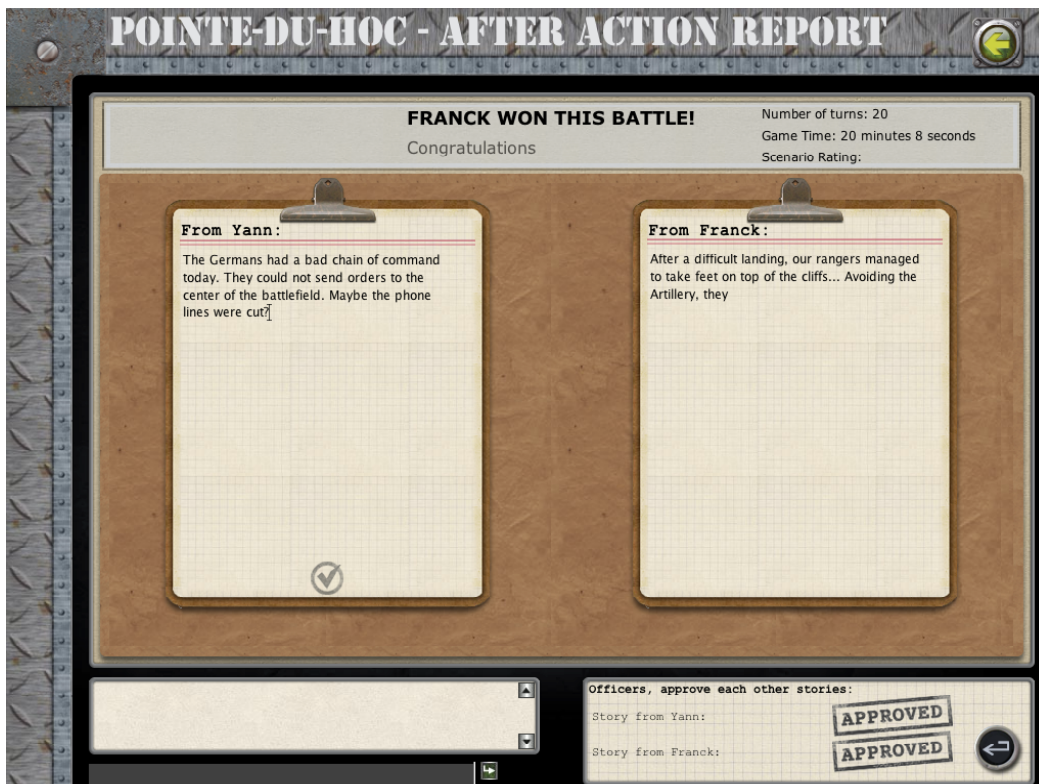 POINTE-DU-HOC - AFTER ACTION REPORT
FRANCK WON THIS BATTLE!
Congratulations
Number of turns: 20
Game Time: 20 minutes 8 seconds
Scenario Rating:
From Yann:
The Germans had a bad chain of command
today. They could not send orders to the
center of the battlefield. Maybe the phone
lines were cut?
From Franck:
After a difficult landing, our rangers managed
to take feet on top of the cliffs... Avoiding the
Artillery, they
Officers, approve each other stories:
Story from Yann:
APPROVED
Story from Franck:
APPROVED